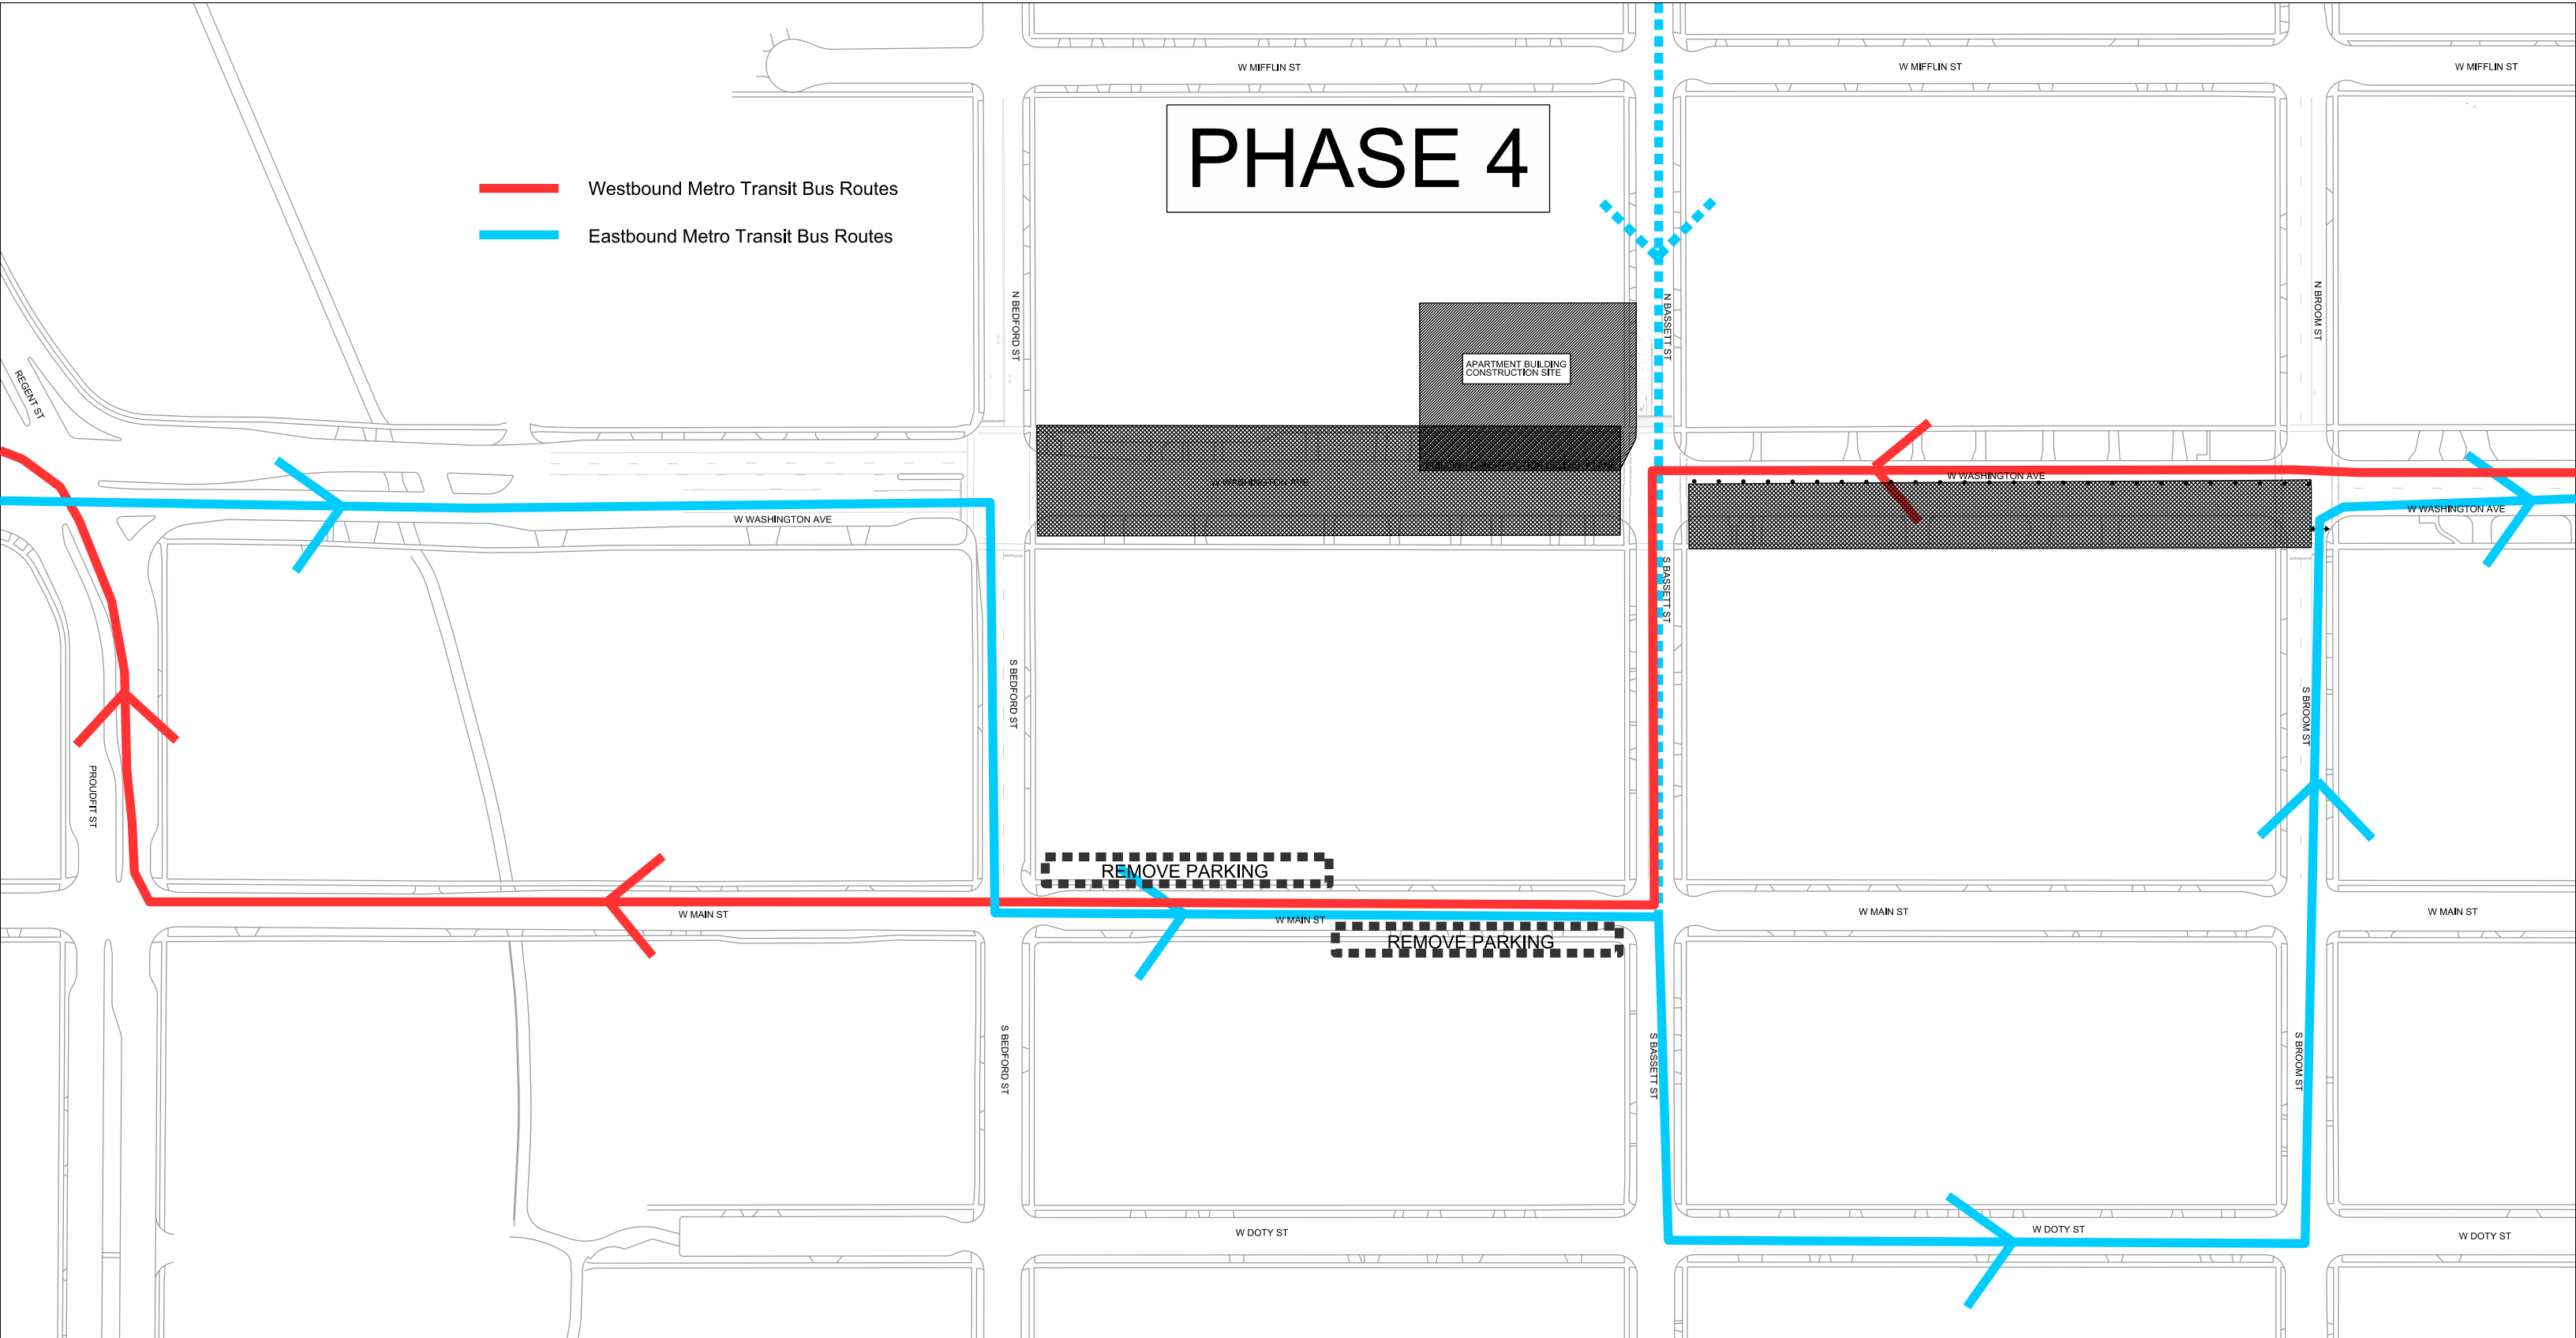 W MIFFLIN ST
W MIFFLIN ST
W MIFFLIN ST
PHASE 4
Westbound Metro Transit Bus Routes
Eastbound Metro Transit Bus Routes
N BEDFORD ST
N BASSETT ST
N BROOM ST
REGENT ST
APARTMENT BUILDING
CONSTRUCTION SITE
W WASHINGTON AVE
W WASHINGTON AVE
W WASHINGTON AVE
W WASHINGTON AVE
S BASSETT ST
S BEDFORD ST
S BROOM ST
PROUDFIT ST
REMOVE PARKING
W MAIN ST
W MAIN ST
W MAIN ST
W MAIN ST
REMOVE PARKING
S BEDFORD ST
S BASSETT ST
S BROOM ST
W DOTY ST
W DOTY ST
W DOTY ST